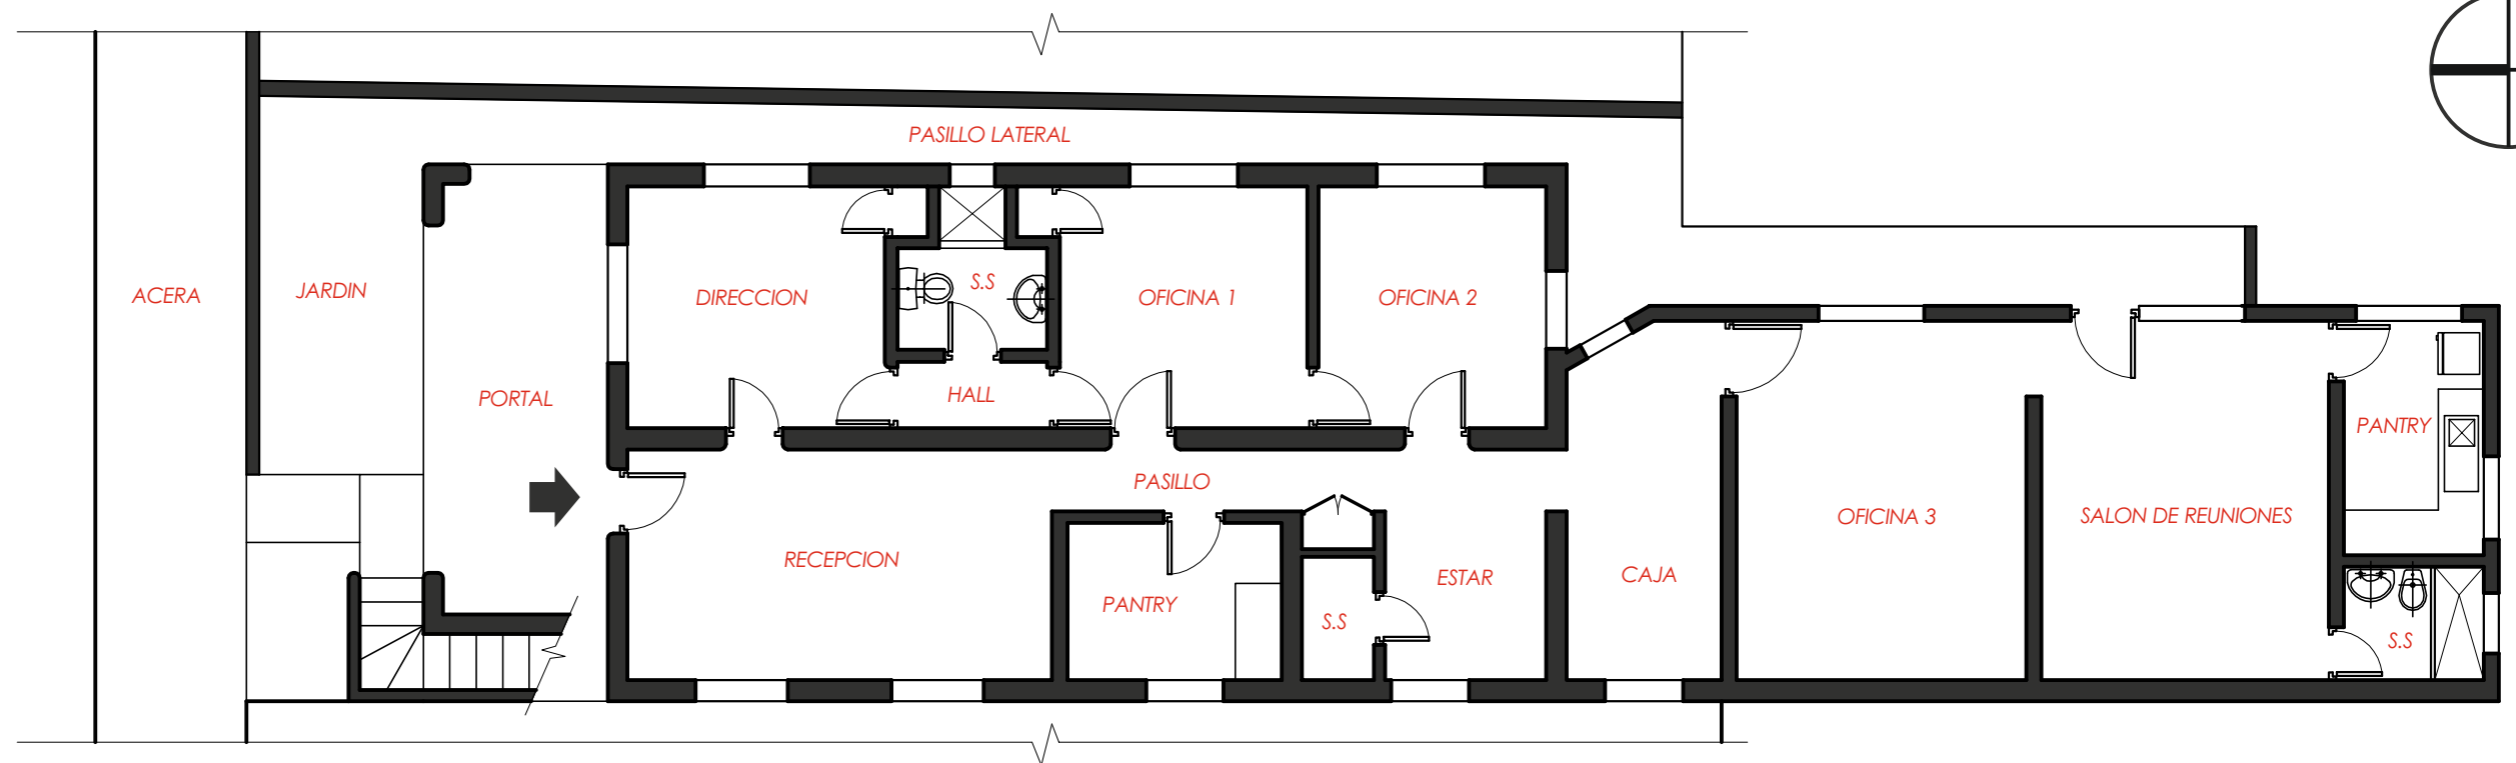 PASILLO LATERAL
ACERA
JARDIN
DIRECCION
S.S
OFICINA 1
OFICINA 2
PORTAL
HALL
PANTRY
PASILLO
OFICINA 3
SALON DE REUNIONES
RECEPCION
ESTAR
CAJA
PANTRY
S.S
S.S